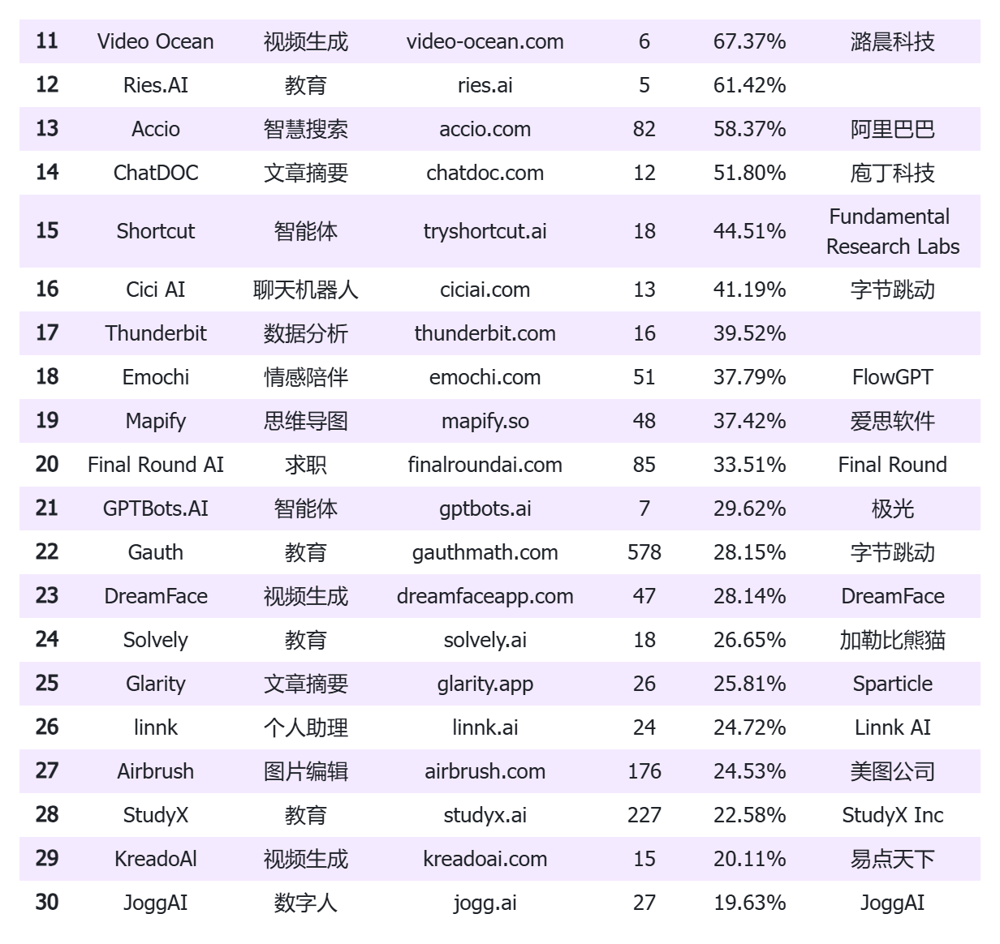 11 Video Ocean 视频生成 video-ocean.com 6 67.37% 潞晨科技
12 Ries.AI 教育 ries.ai 5 61.42%
13 Accio 智慧搜索 accio.com 82 58.37% 阿里巴巴
14 ChatDOC 文章摘要 chatdoc.com 12 51.80% 庖丁科技
15 Shortcut 智能体 tryshortcut.ai 18 44.51% Fundamental
Research Labs
16 Cici AI 聊天机器人 ciciai.com 13 41.19% 字节跳动
17 Thunderbit 数据分析 thunderbit.com 16 39.52%
18 Emochi 情感陪伴 emochi.com 51 37.79% FlowGPT
19 Mapify 思维导图 mapify.so 48 37.42% 爱思软件
20 Final Round AI 求职 finalroundai.com 85 33.51% Final Round
21 GPTBots.AI 智能体 gptbots.ai 7 29.62% 极光
22 Gauth 教育 gauthmath.com 578 28.15% 字节跳动
23 DreamFace 视频生成 dreamfaceapp.com 47 28.14% DreamFace
24 Solvely 教育 solvely.ai 18 26.65% 加勒比熊猫
25 Glarity 文章摘要 glarity.app 26 25.81% Sparticle
26 linnk 个人助理 linnk.ai 24 24.72% Linnk AI
27 Airbrush 图片编辑 airbrush.com 176 24.53% 美图公司
28 StudyX 教育 studyx.ai 227 22.58% StudyX Inc
29 KreadoAl 视频生成 kreadoai.com 15 20.11% 易点天下
30 JoggAI 数字人 jogg.ai 27 19.63% JoggAI